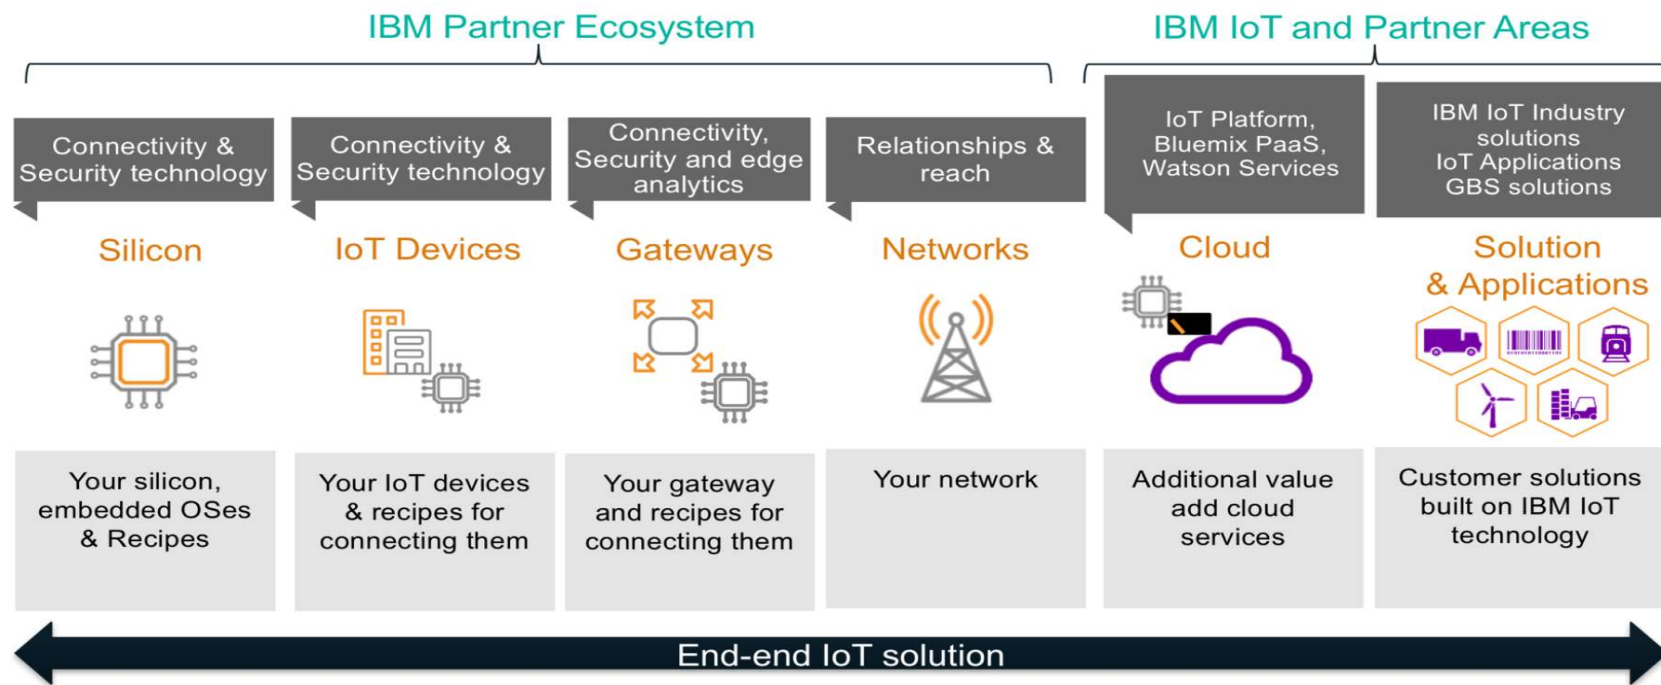 IBM Partner Ecosystem
IBM IoT and Partner Areas
Connectivity &
Security technology
Connectivity &
Security technology
Connectivity,
Security and edge
analytics
Relationships &
reach
IoT Platform,
Bluemix PaaS,
Watson Services
IBM IoT Industry
solutions
IoT Applications
GBS solutions
Silicon
IoT Devices
Gateways
Networks
Cloud
Solution
& Applications
Your silicon,
embedded OSes
& Recipes
Your IoT devices
& recipes for
connecting them
Your gateway
and recipes for
connecting them
Your network
Additional value
add cloud
services
Customer solutions
built on IBM IoT
technology
End-end IoT solution